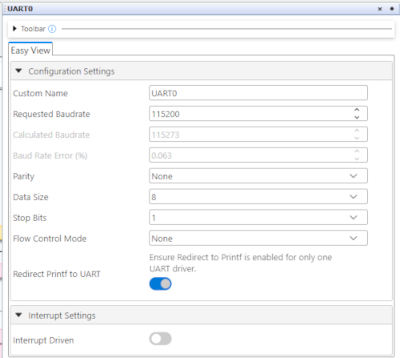 UART0
Toolbar
Easy View
Configuration Settings
Custom Name UART0
Requested Baudrate 115200
Calculated Baudrate 115273
Baud Rate Error (%) 0.063
Parity None
Data Size 8
Stop Bits 1
Flow Control Mode None
Ensure Redirect to Printf is enabled for only one
UART driver.
Redirect Printf to UART
Interrupt Settings
Interrupt Driven